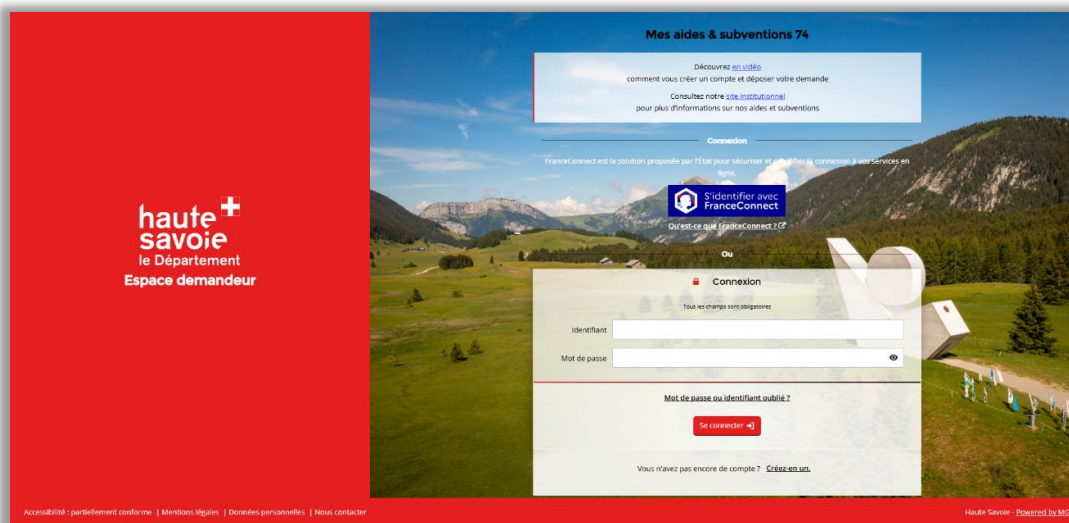 Mes aides & subventions 74
Découvrez en vidéo
comment vous créer un compte et déposer votre demande
Consultez notre site institutionnel
pour plus d'informations sur nos aides et subventions
Connexion
FranceConnect est la solution proposée par l'État pour sécuriser et simplifier la connexion à vos services en
ligne.
S'identifier avec
FranceConnect
Qu'est-ce que FranceConnect ?
Ou
haute
savoie
le Département
Espace demandeur
Connexion
Tous les champs sont obligatoires
Identifiant
Mot de passe
Mot de passe ou identifiant oublié ?
Se connecter
Vous n'avez pas encore de compte ? Créez-en un.
Accessibilité : partiellement conforme | Mentions légales | Données personnelles | Nous contacter
Haute Savoie - Powered by MG